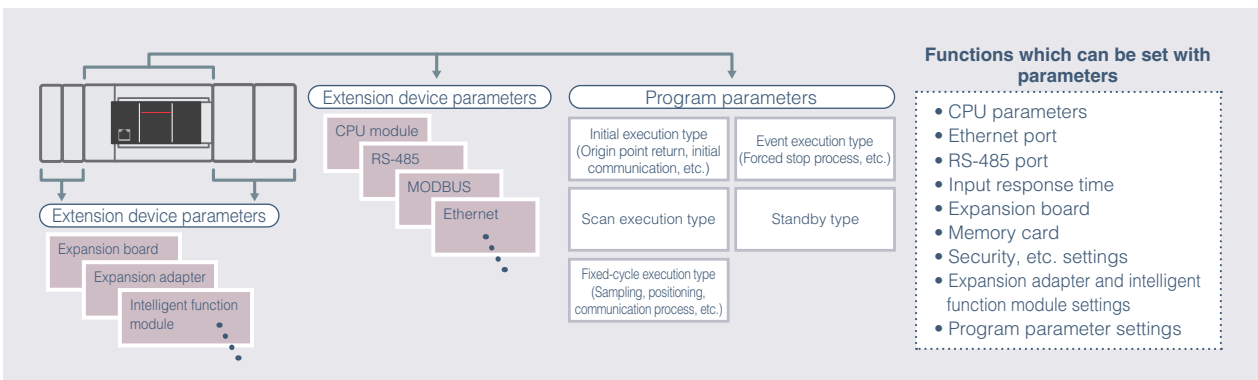 Extension device parameters
Expansion board
Expansion adapter
Intelligent function
module
Extension device parameters
CPU module
RS-485
MODBUS
Ethernet
Program parameters
Initial execution type
(Origin point return, initial
communication, etc.)
Event execution type
(Forced stop process, etc.)
Scan execution type
Standby type
Fixed-cycle execution type
(Sampling, positioning,
communication process, etc.)
Functions which can be set with
parameters
• CPU parameters
• Ethernet port
• RS-485 port
• Input response time
• Expansion board
• Memory card
• Security, etc. settings
• Expansion adapter and intelligent
function module settings
• Program parameter settings